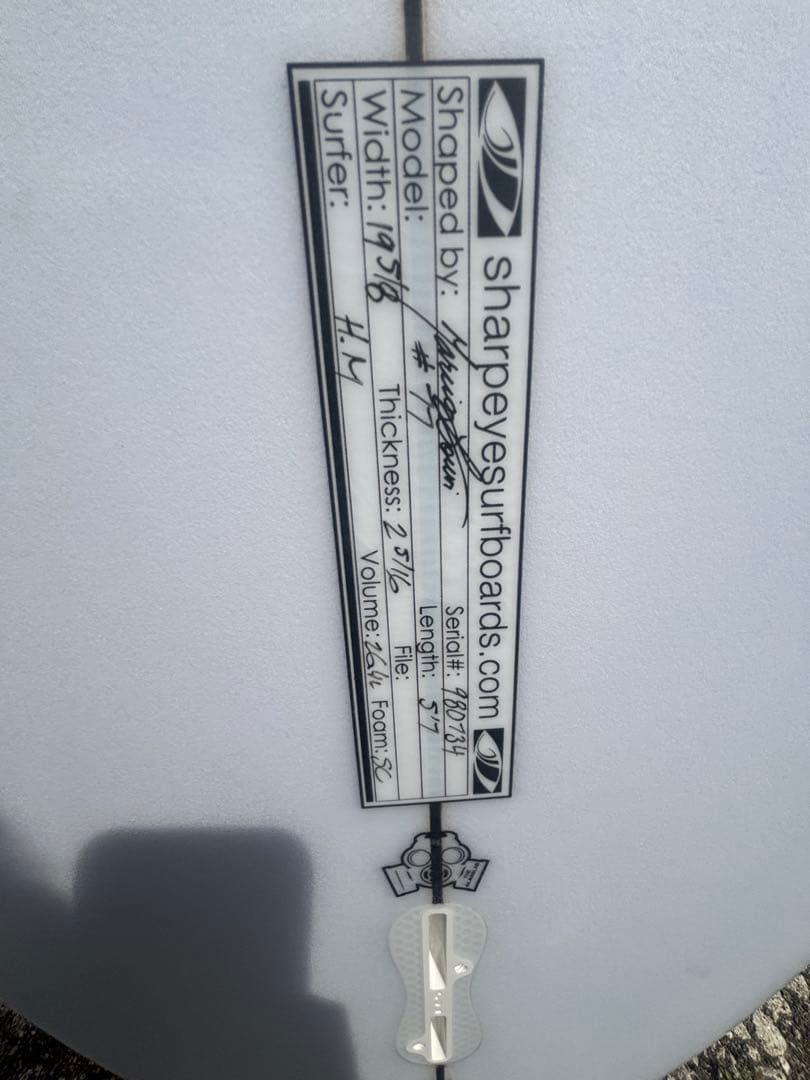 sharpeyesurfboards.com
Shaped by: Serial#: 980734
Model: # 77 Length: 5'7
Width: 19 5/8 Thickness: 2 5/16 File:
Surfer: H.M Volume: 26.4L Foam: SC